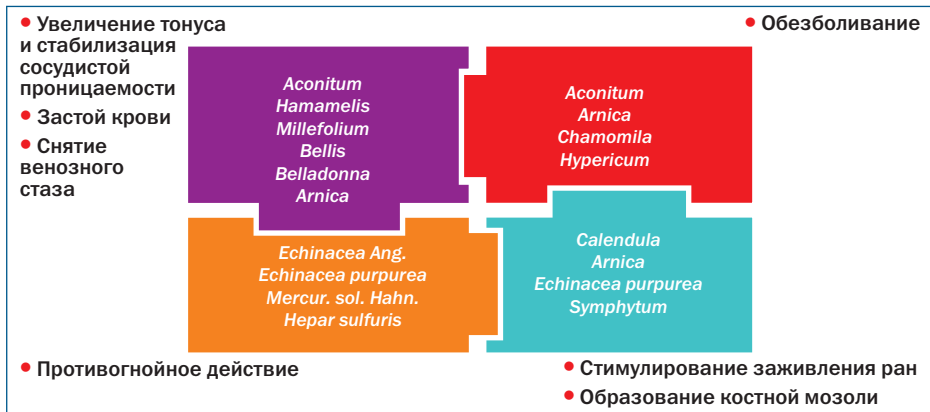 • Увеличение тонуса
и стабилизация
сосудистой
проницаемости
• Застой крови
• Снятие
венозного
стаза
Aconitum
Hamamelis
Millefolium
Bellis
Belladonna
Arnica
• Обезболивание
Aconitum
Arnica
Chamomila
Hypericum
Echinacea Ang.
Echinacea purpurea
Mercur. sol. Hahn.
Hepar sulfuris
• Противогнойное действие
Calendula
Arnica
Echinacea purpurea
Symphytum
• Стимулирование заживления ран
• Образование костной мозоли